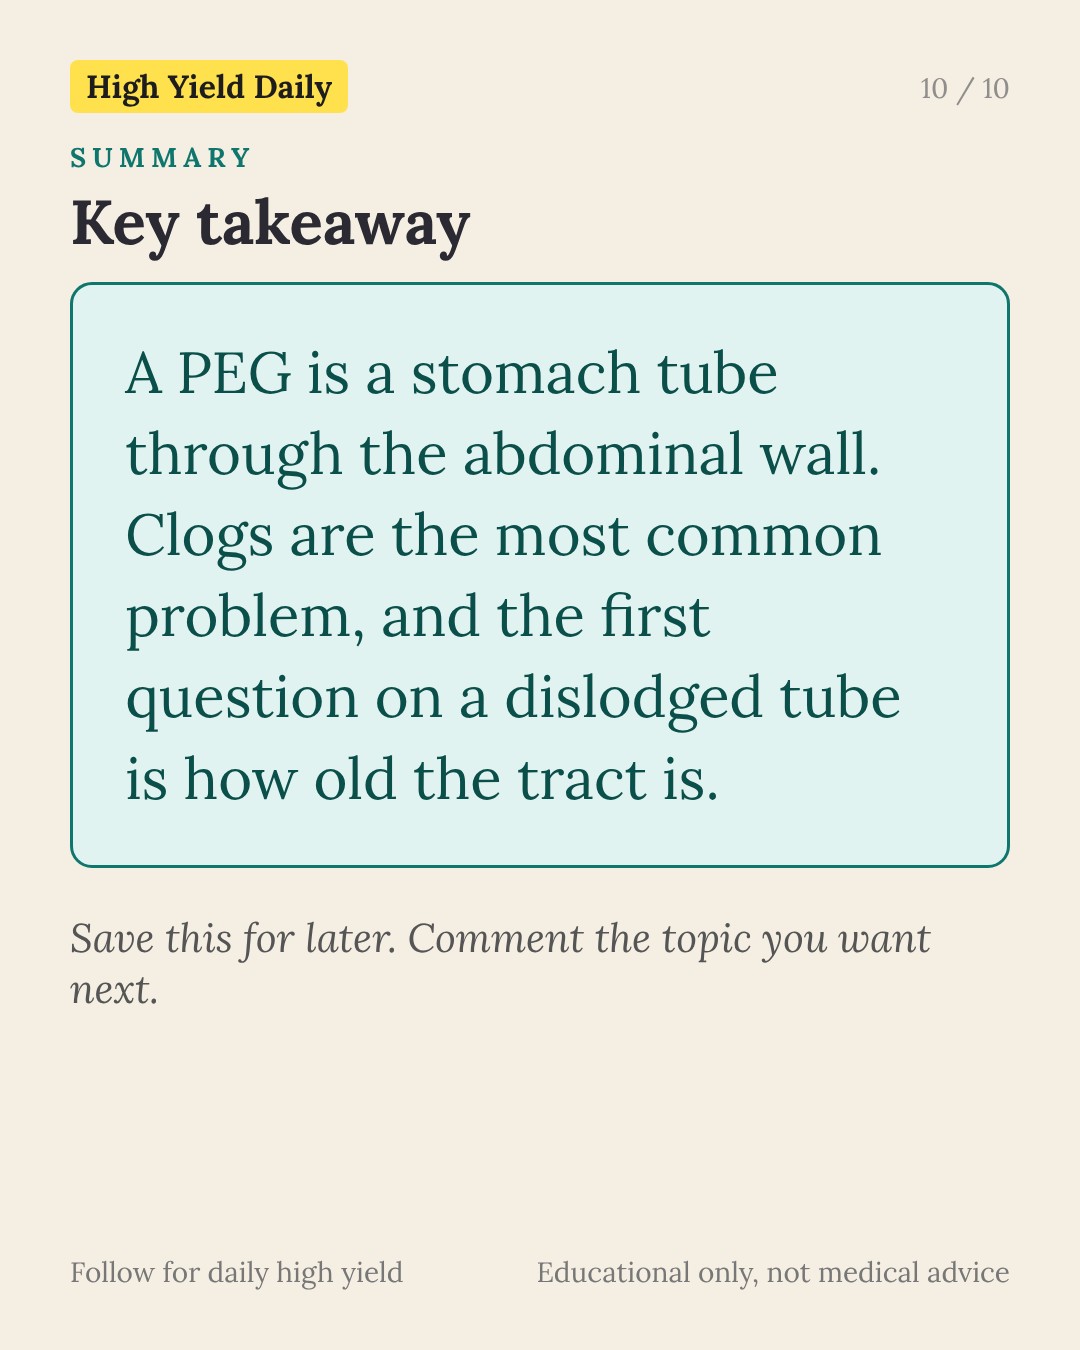 High Yield Daily
10 / 10
SUMMARY
Key takeaway
A PEG is a stomach tube
through the abdominal wall.
Clogs are the most common
problem, and the first
question on a dislodged tube
is how old the tract is.
Save this for later. Comment the topic you want
next.
Follow for daily high yield
Educational only, not medical advice